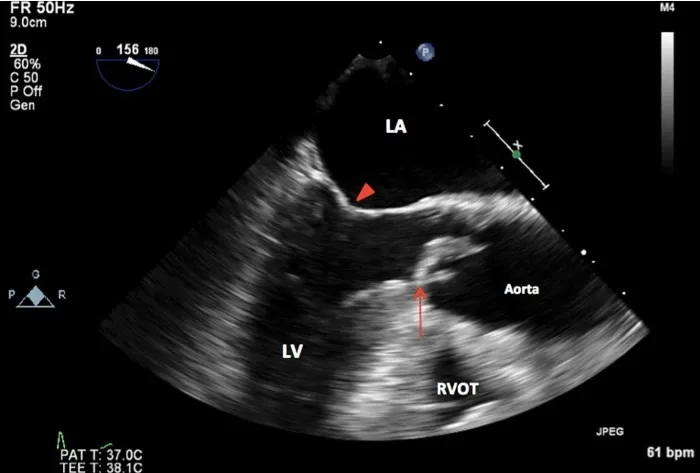 FR 50Hz
9.0cm
M4
2D
60%
C 50
P Off
Gen
0 156 180
P
LA
x
G
P R
Aorta
LV
RVOT
JPEG
PAT T: 37.0C
TEE T: 38.1C
61 bpm